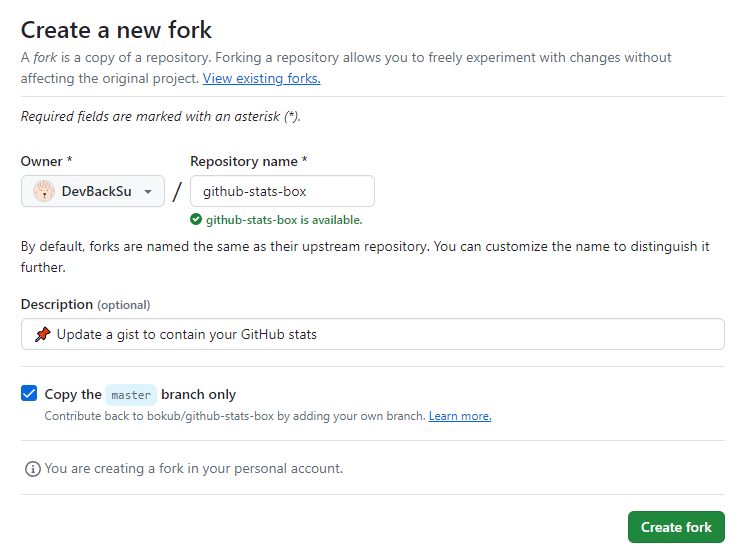 Create a new fork
A fork is a copy of a repository. Forking a repository allows you to freely experiment with changes without
affecting the original project. View existing forks.
Required fields are marked with an asterisk (*).
Owner * Repository name *
DevBackSu / github-stats-box
github-stats-box is available.
By default, forks are named the same as their upstream repository. You can customize the name to distinguish it
further.
Description (optional)
📌 Update a gist to contain your GitHub stats
Copy the master branch only
Contribute back to bokub/github-stats-box by adding your own branch. Learn more.
You are creating a fork in your personal account.
Create fork